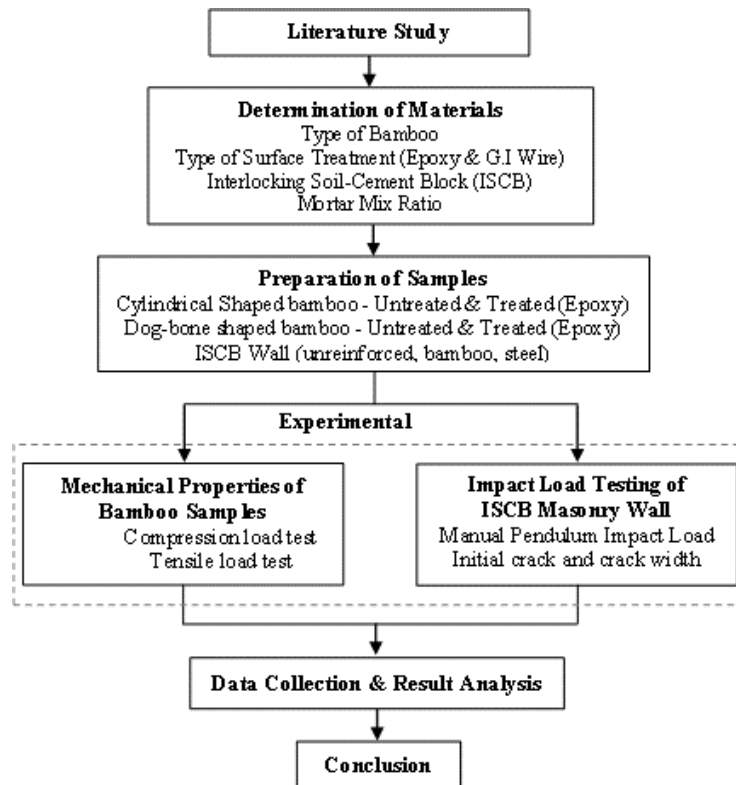 Literature Study
Determination of Materials
Type of Bamboo
Type of Surface Treatment (Epoxy & G.I Wire)
Interlocking Soil-Cement Block (ISCB)
Mortar Mix Ratio
Preparation of Samples
Cylindrical Shaped bamboo - Untreated & Treated (Epoxy)
Dog-bone shaped bamboo - Untreated & Treated (Epoxy)
ISCB Wall (unreinforced, bamboo, steel)
Experimental
Mechanical Properties of
Bamboo Samples
Compression load test
Tensile load test
Impact Load Testing of
ISCB Masonry Wall
Manual Pendulum Impact Load
Initial crack and crack width
Data Collection & Result Analysis
Conclusion